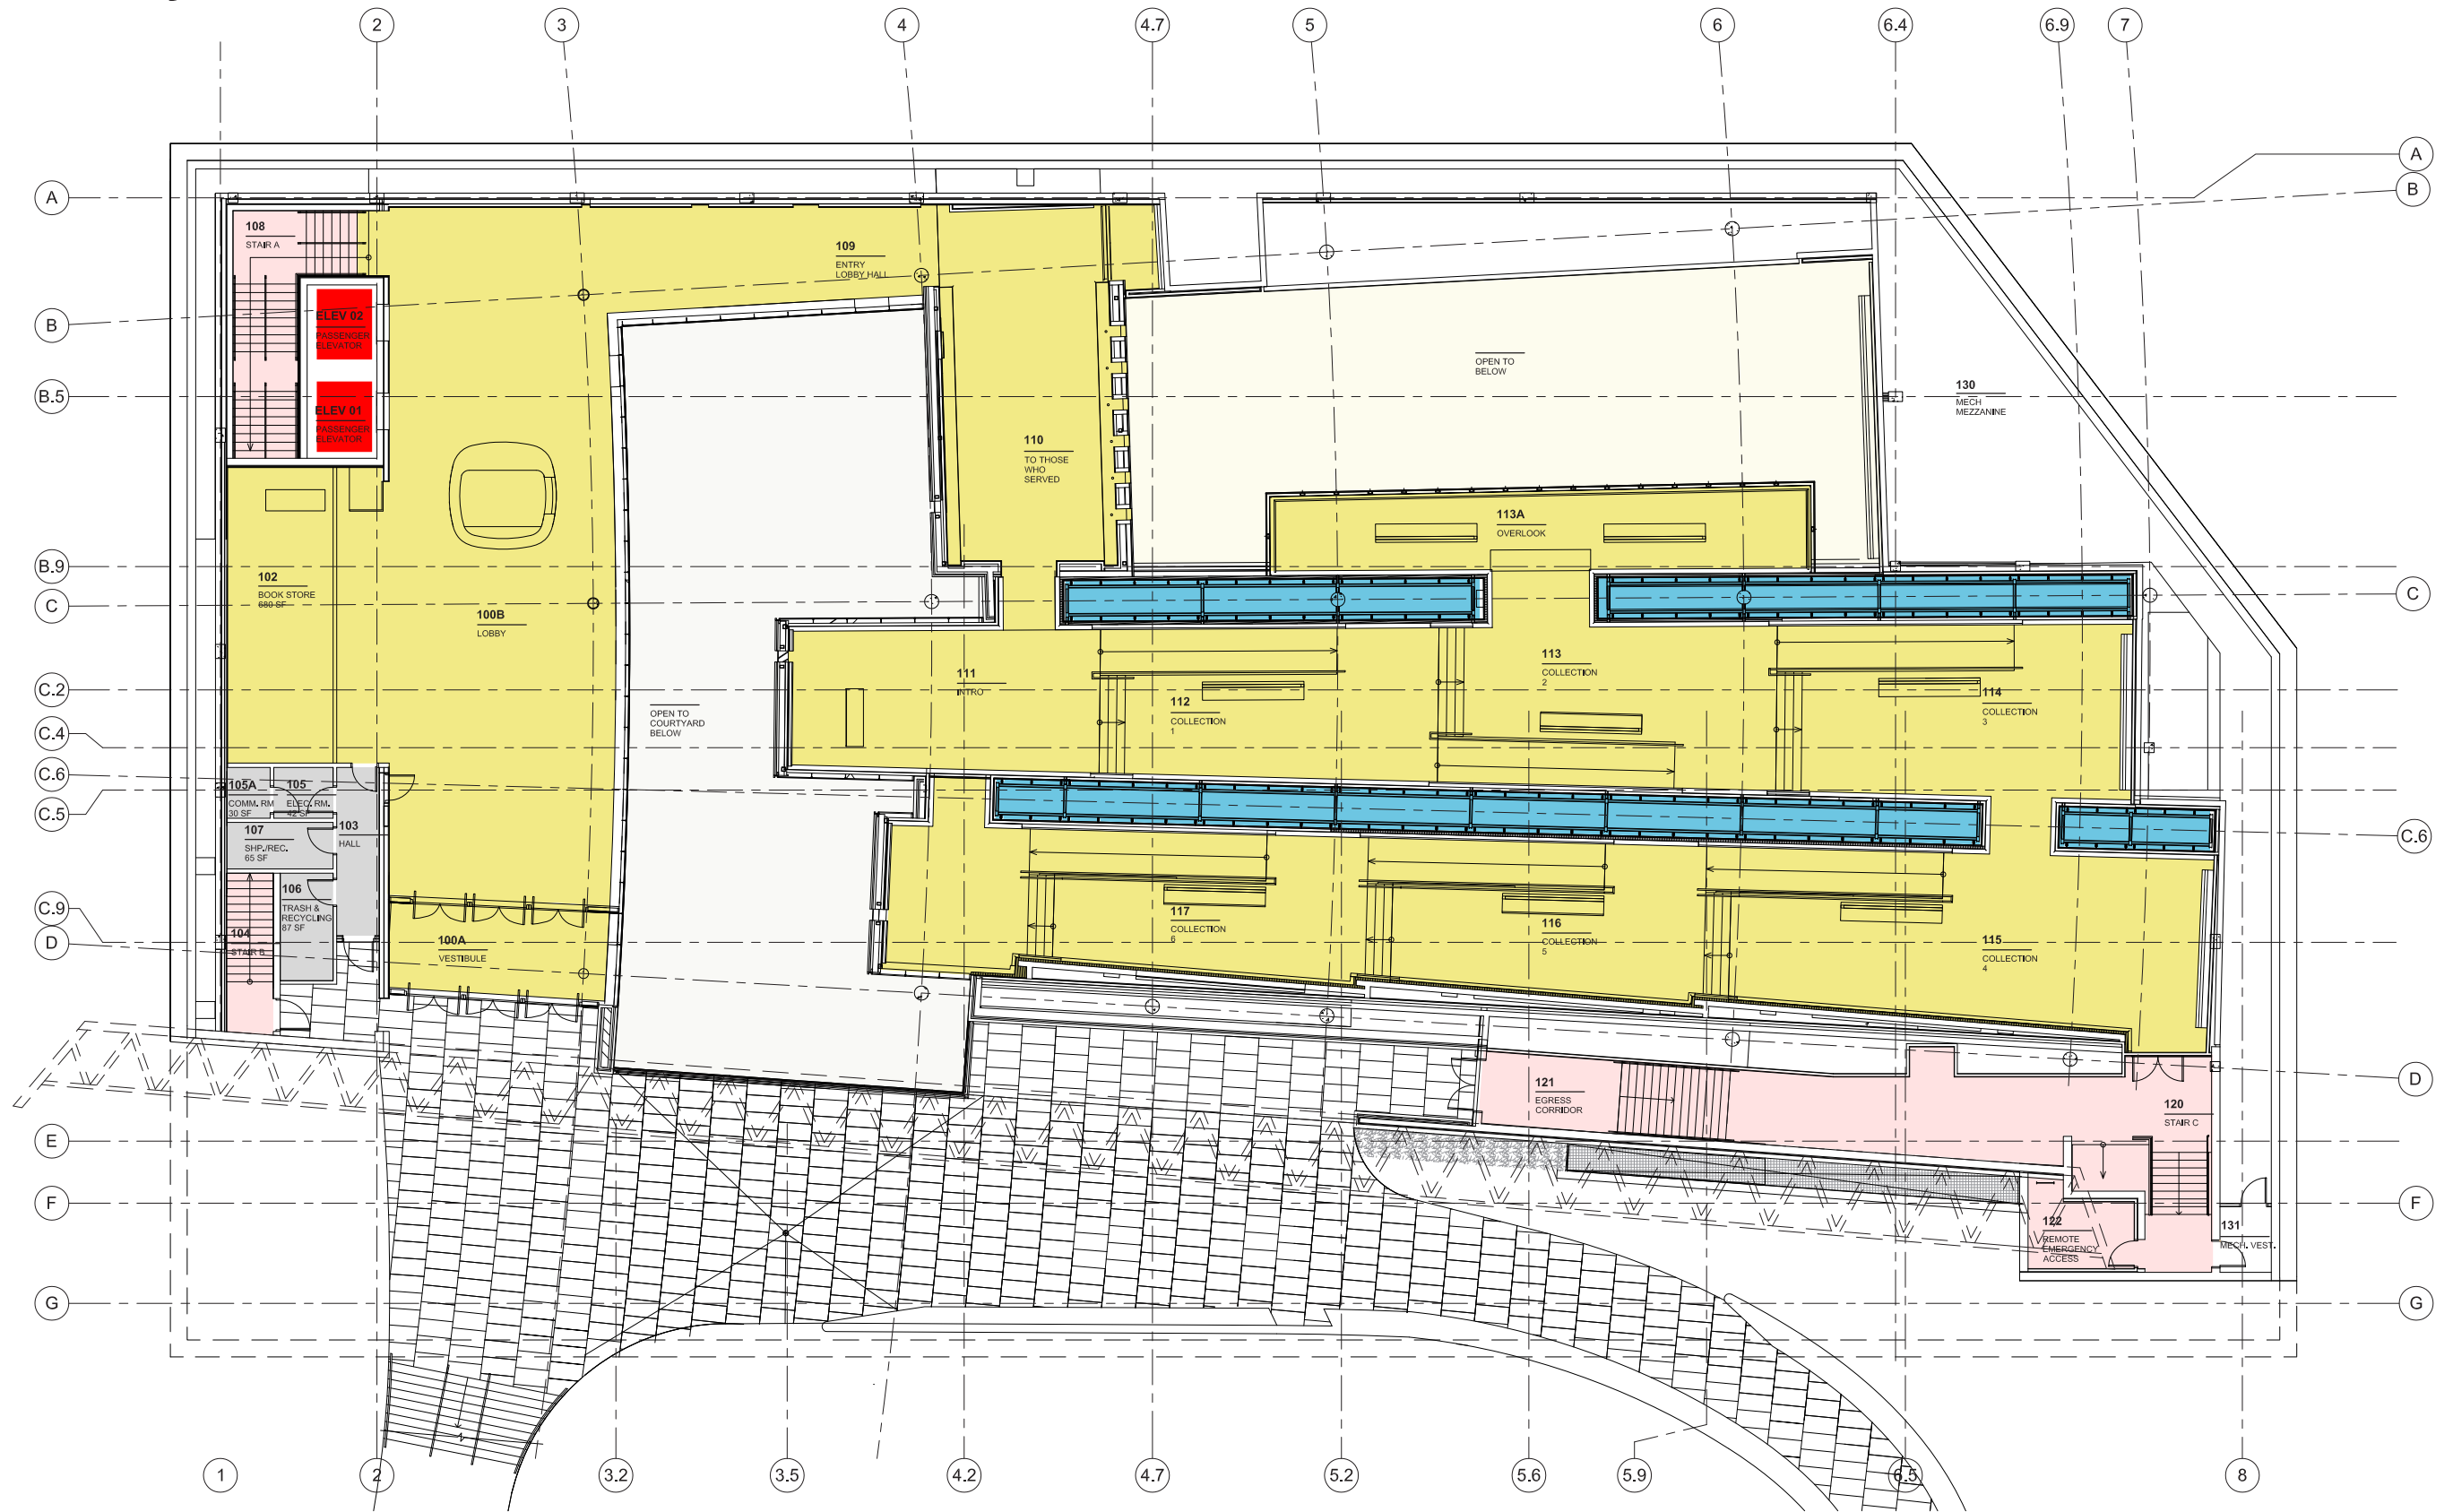 2
3
4
4.7
5
6
6.4
6.9
7
A
A
B
108
STAIR A
109
ENTRY
LOBBY HALL
ELEV 02
PASSENGER
ELEVATOR
B
OPEN TO
BELOW
B.5
130
MECH
MEZZANINE
ELEV 01
PASSENGER
ELEVATOR
110
TO THOSE
WHO
SERVED
113A
OVERLOOK
B.9
102
BOOK STORE
680 SF
C
C
100B
LOBBY
111
INTRO
113
COLLECTION
2
C.2
112
COLLECTION
1
114
COLLECTION
3
OPEN TO
COURTYARD
BELOW
C.4
C.6
105A
COMM. RM
30 SF
105
ELEC. RM.
42 SF
C.5
107
SHP./REC.
65 SF
103
HALL
C.6
106
TRASH &
RECYCLING
87 SF
C.9
D
104
STAIR B
100A
VESTIBULE
117
COLLECTION
6
116
COLLECTION
5
115
COLLECTION
4
121
EGRESS
CORRIDOR
D
120
STAIR C
E
F
F
122
REMOTE
EMERGENCY
ACCESS
131
MECH. VEST.
G
G
1
2
3.2
3.5
4.2
4.7
5.2
5.6
5.9
6.5
8